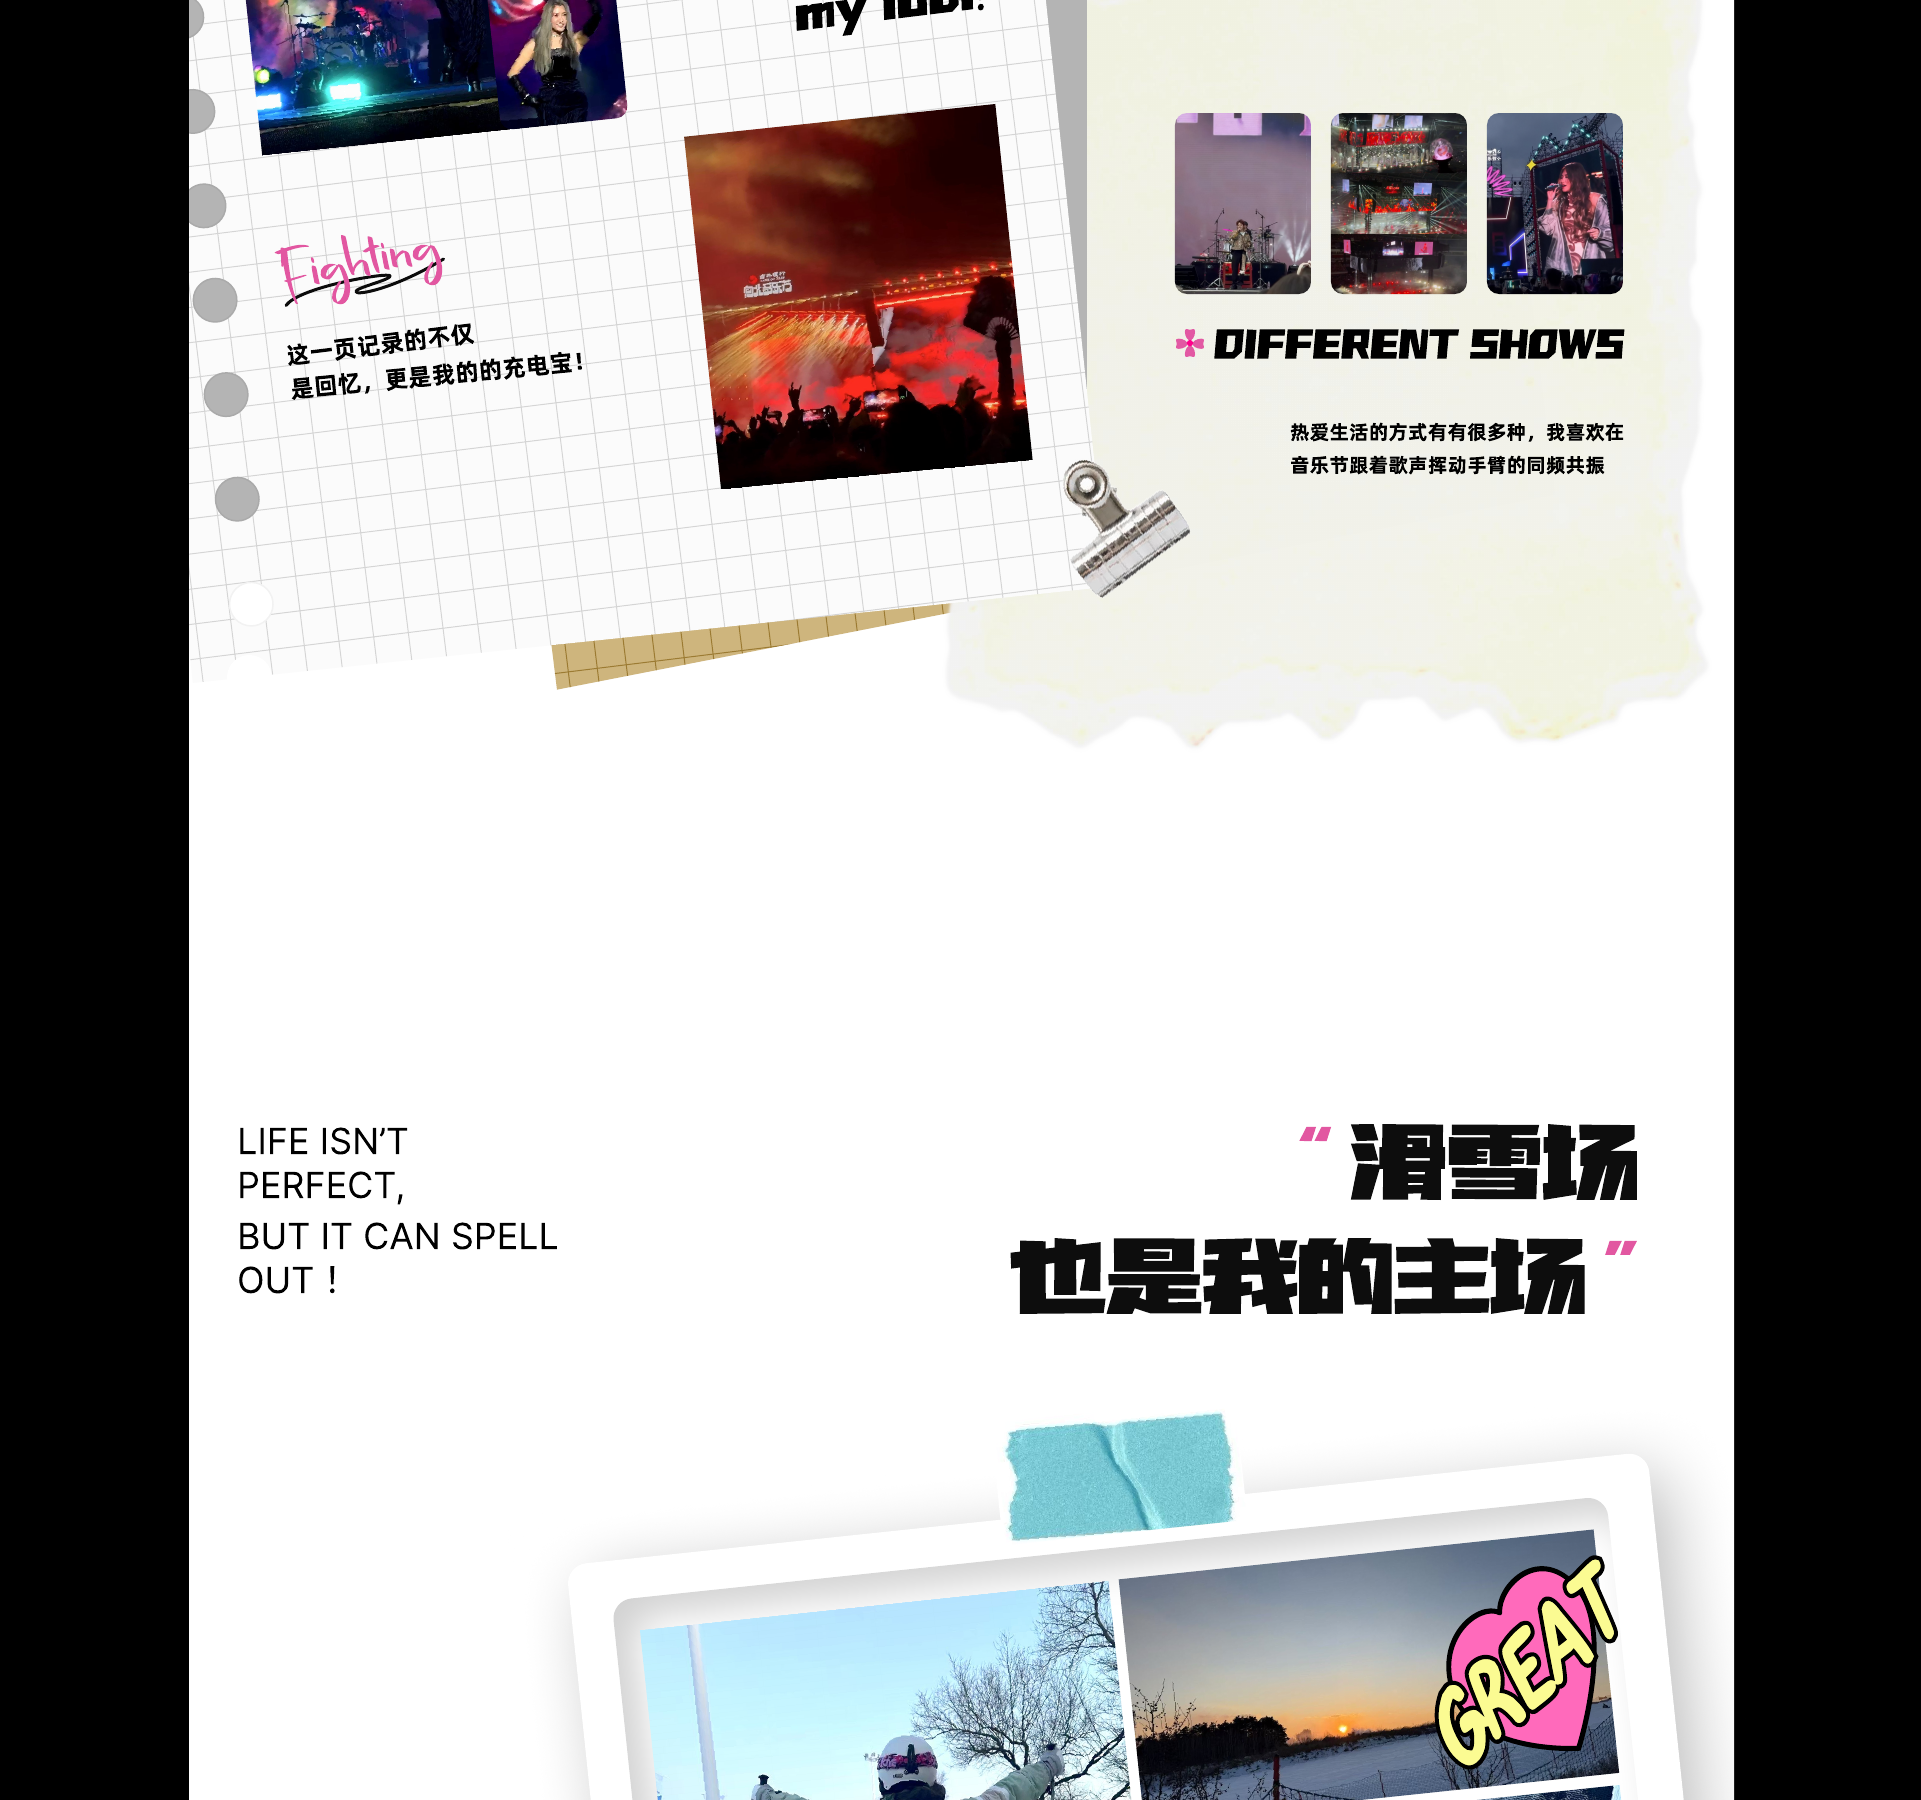 my IDOL!
Fighting
这一页记录的不仅
是回忆，更是我的的充电宝！
DIFFERENT SHOWS
热爱生活的方式有有很多种，我喜欢在
音乐节跟着歌声挥动手臂的同频共振
LIFE ISN’T
PERFECT,
BUT IT CAN SPELL
OUT！
“ 滑雪场
也是我的主场 ”
GREAT